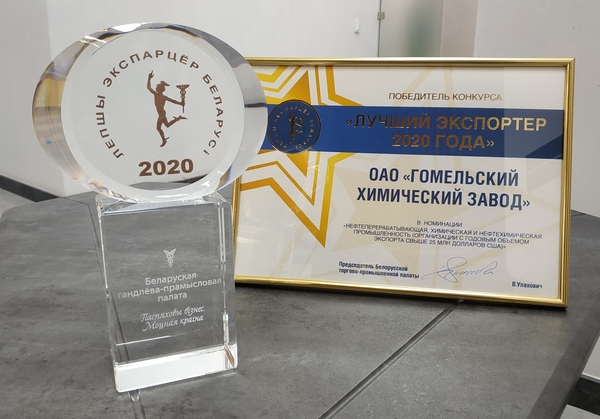 ЛЕПШЫ ЭКСПАРЦЁР БЕЛАРУСІ
2020
Беларуская
гандлёва-прамысловая
палата
Паспяховы бізнес
Моцная краіна
ПОБЕДИТЕЛЬ КОНКУРСА
«ЛУЧШИЙ ЭКСПОРТЕР
2020 ГОДА»
ОАО «ГОМЕЛЬСКИЙ
ХИМИЧЕСКИЙ ЗАВОД»
В НОМИНАЦИИ
«НЕФТЕПЕРЕРАБАТЫВАЮЩАЯ, ХИМИЧЕСКАЯ И НЕФТЕХИМИЧЕСКАЯ
ПРОМЫШЛЕННОСТЬ (ОРГАНИЗАЦИИ С ГОДОВЫМ ОБЪЕМОМ
ЭКСПОРТА СВЫШЕ 25 МЛН ДОЛЛАРОВ США)»
Председатель Белорусской
торгово-промышленной палаты
В.Улахович